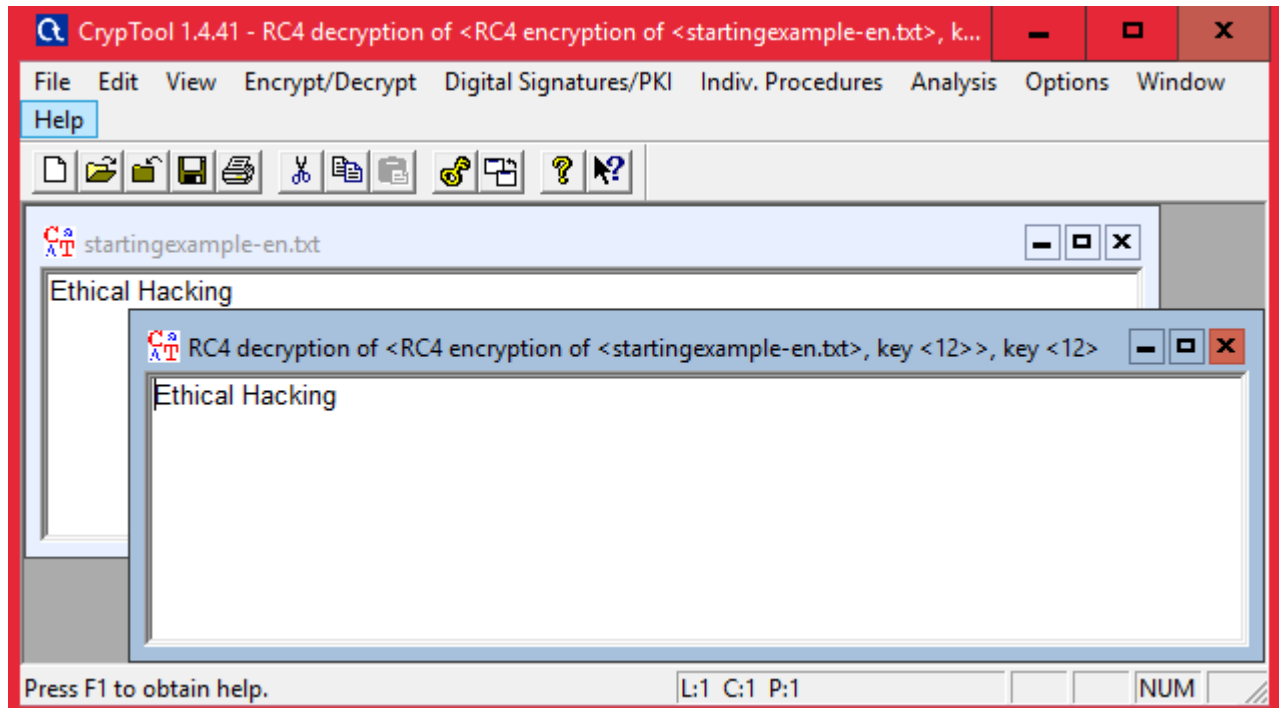 CrypTool 1.4.41 - RC4 decryption of <RC4 encryption of <startingexample-en.txt>, k...
File Edit View Encrypt/Decrypt Digital Signatures/PKI Indiv. Procedures Analysis Options Window
Help
startingexample-en.txt
Ethical Hacking
RC4 decryption of <RC4 encryption of <startingexample-en.txt>, key <12>>, key <12>
Ethical Hacking
Press F1 to obtain help.
L:1 C:1 P:1
NUM